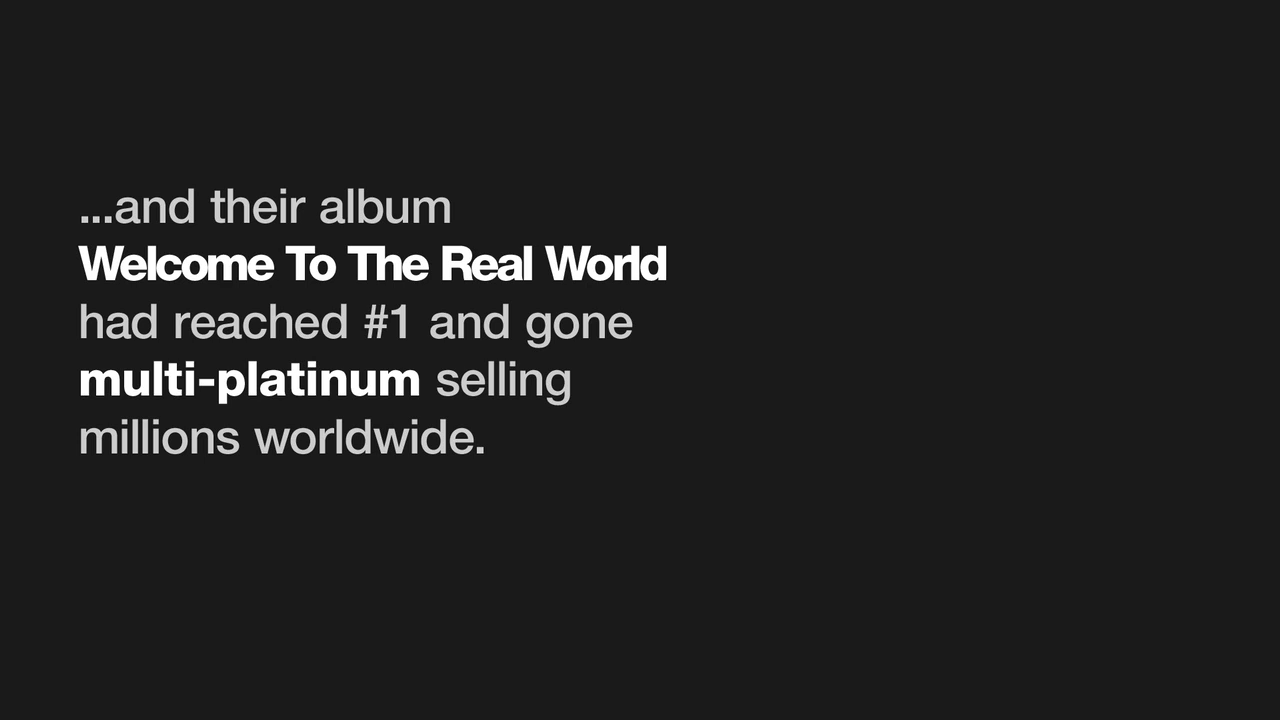 ...and their album
Welcome To The Real World
had reached #1 and gone
multi-platinum selling
millions worldwide.